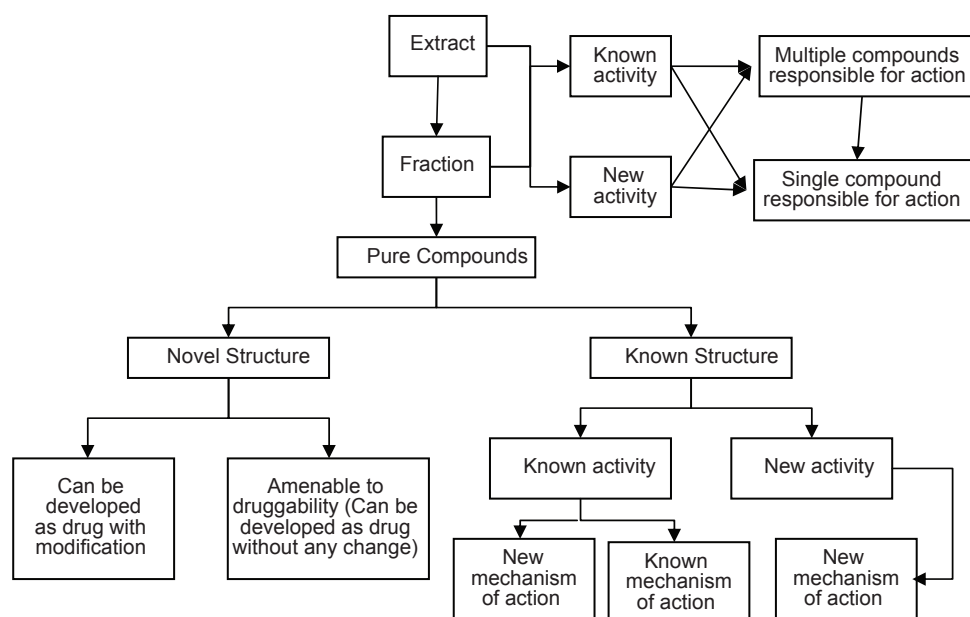 Extract
Known
activity
Multiple compounds
responsible for action
Fraction
New
activity
Single compound
responsible for action
Pure Compounds
Novel Structure
Known Structure
Can be
developed
as drug with
modification
Amenable to
druggability (Can be
developed as drug
without any change)
Known activity
New activity
New
mechanism
of action
Known
mechanism
of action
New
mechanism
of action